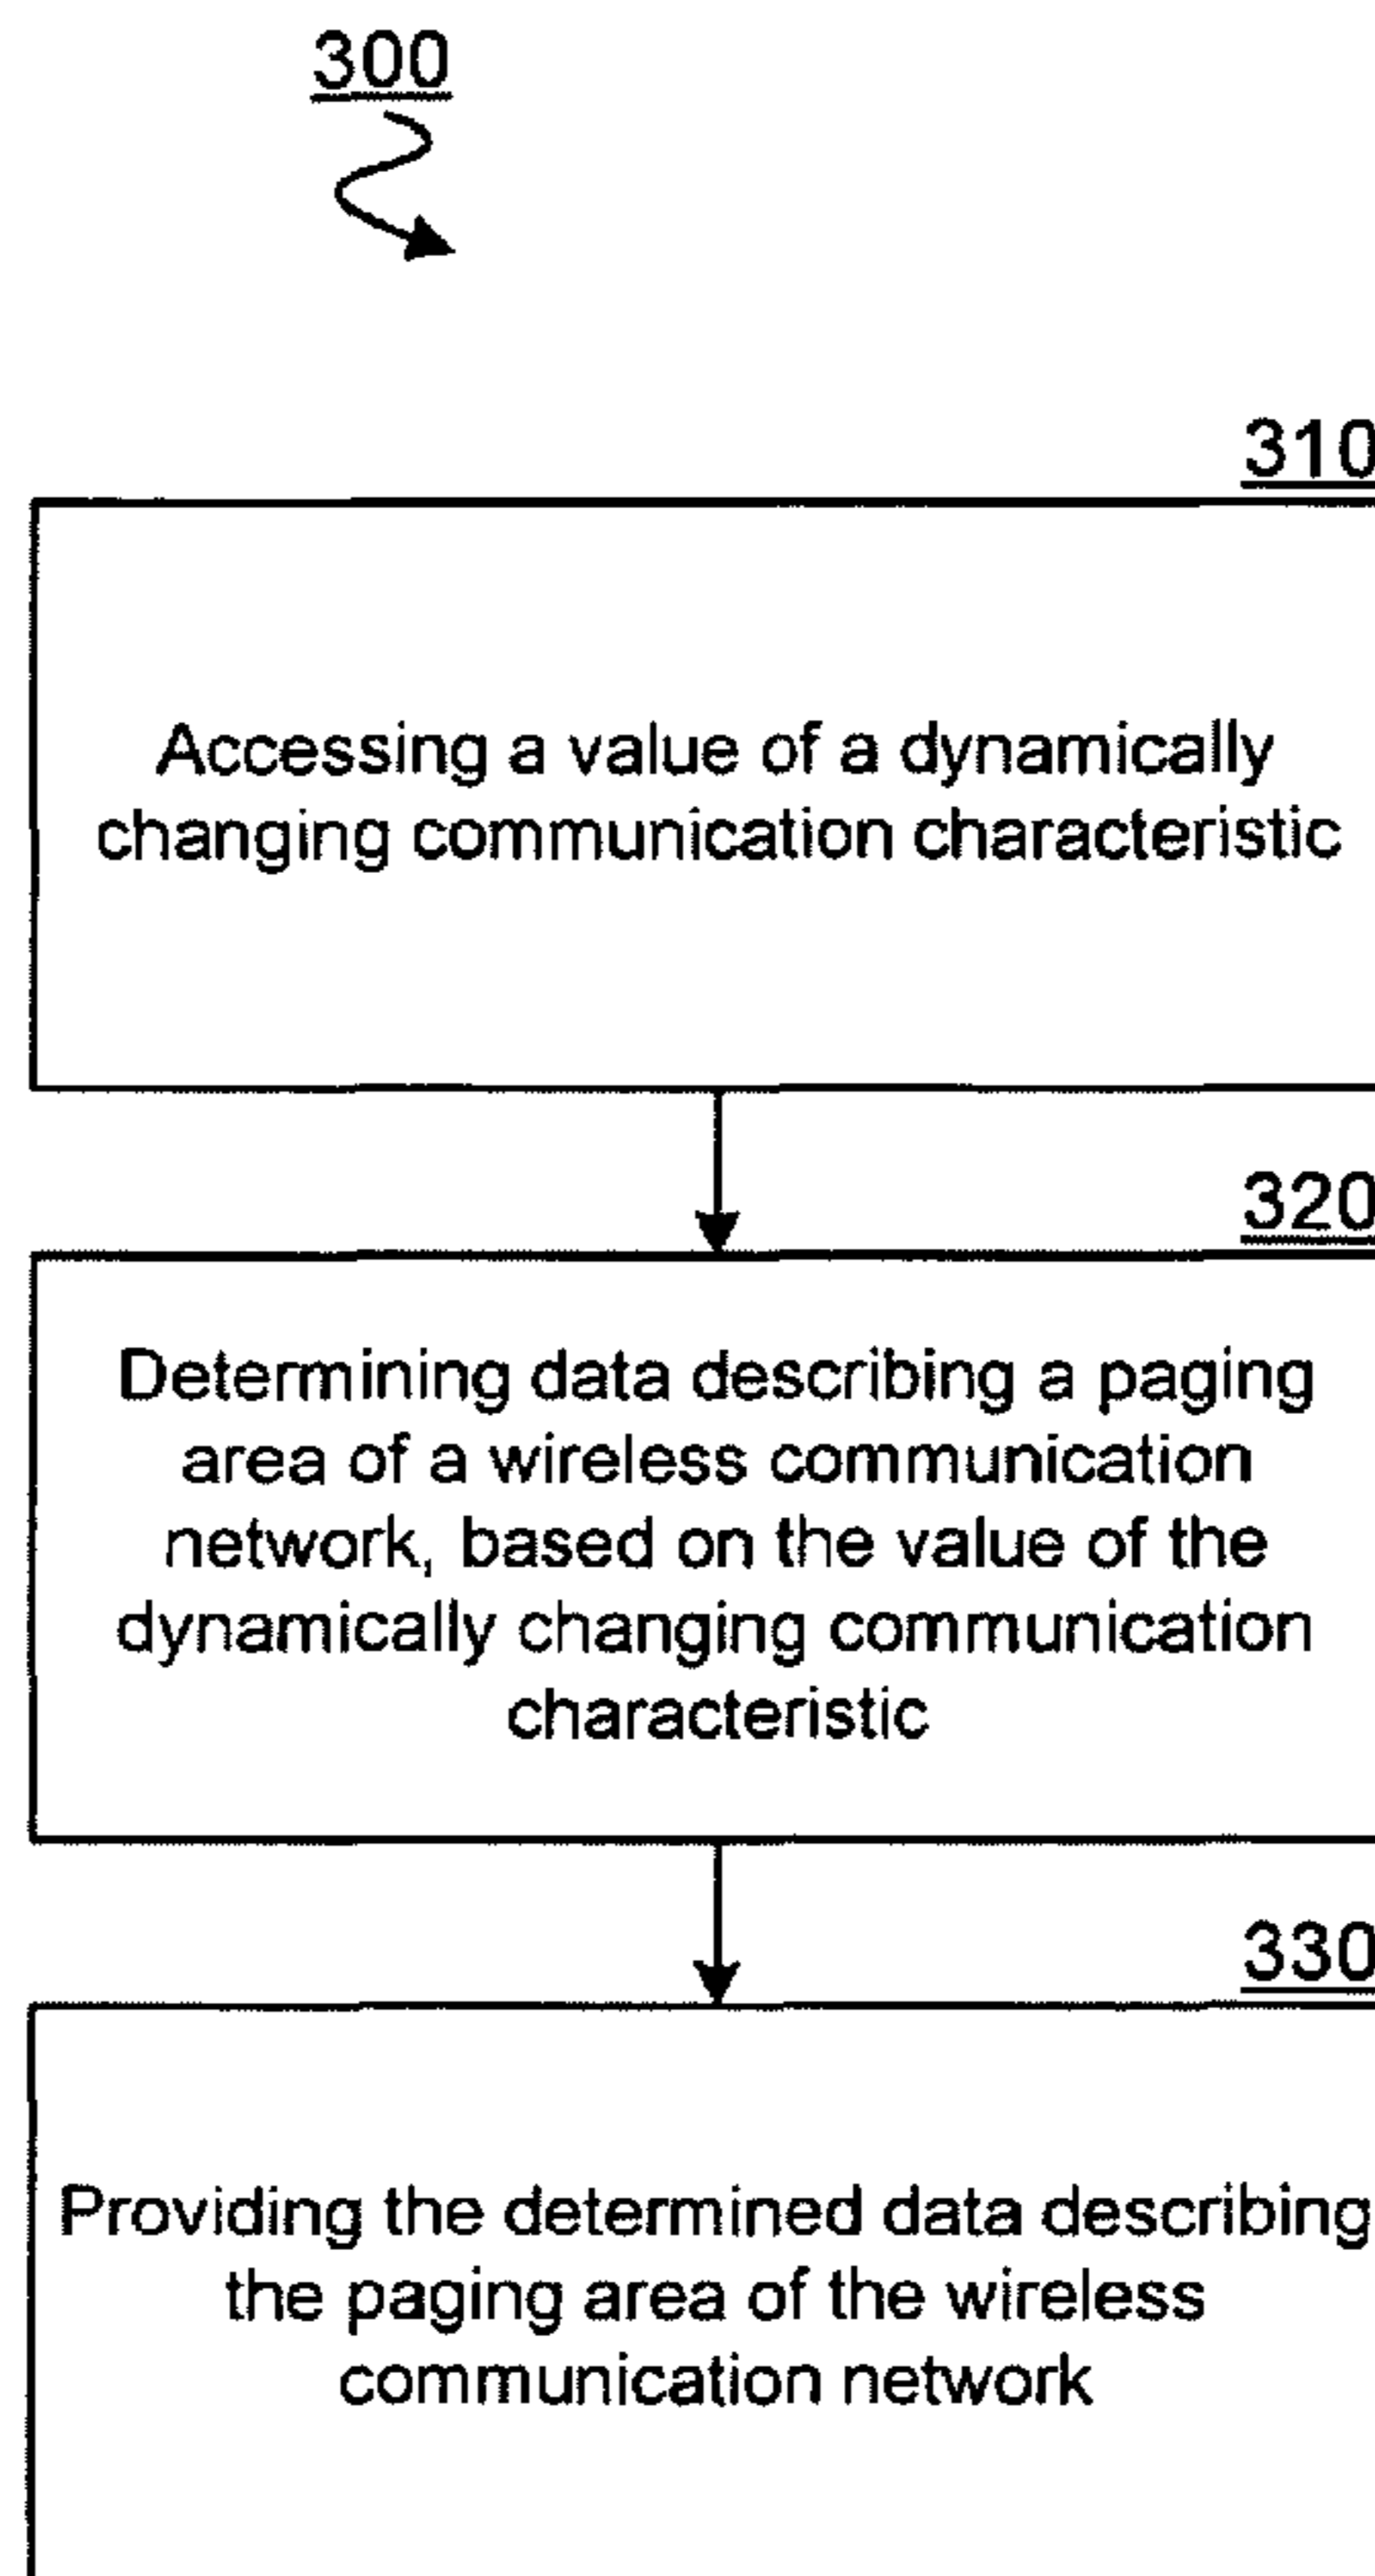 300
310
Accessing a value of a dynamically
changing communication characteristic
320
Determining data describing a paging
area of a wireless communication
network, based on the value of the
dynamically changing communication
characteristic
330
Providing the determined data describing
the paging area of the wireless
communication network